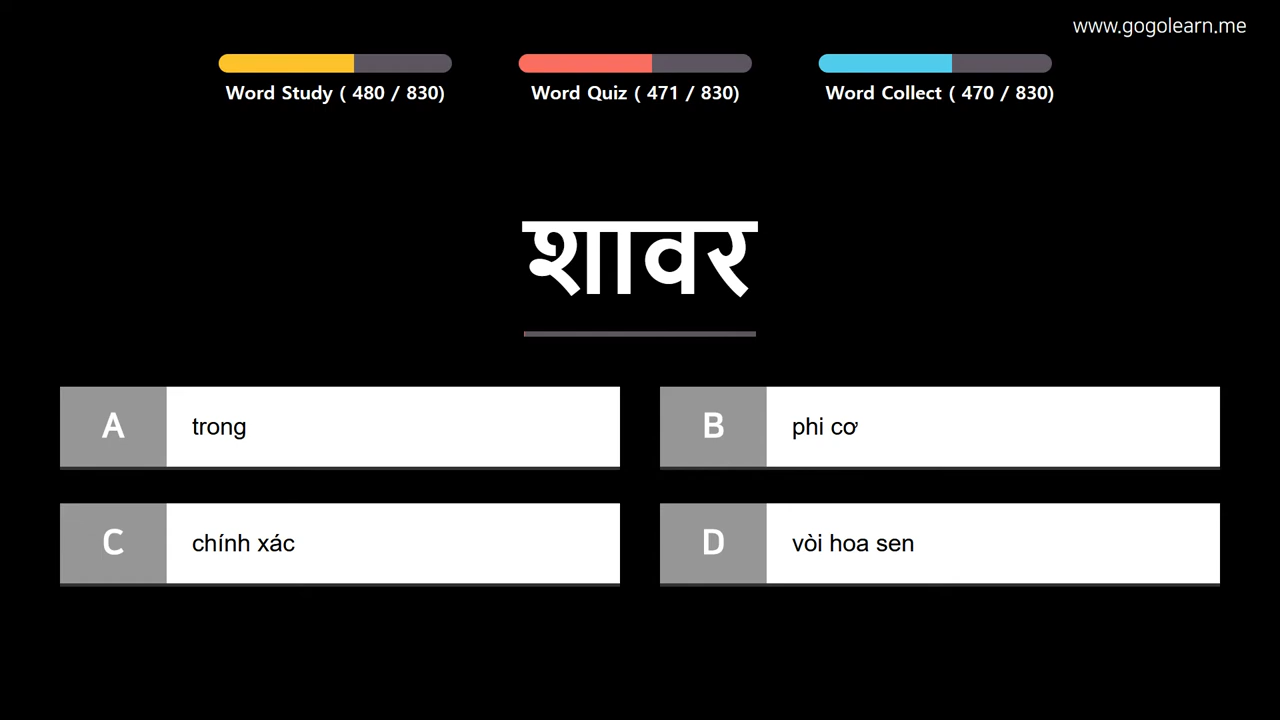 www.gogolearn.me
Word Study ( 480 / 830)
Word Quiz ( 471 / 830)
Word Collect ( 470 / 830)
शावर
A
trong
B
phi cơ
C
chính xác
D
vòi hoa sen